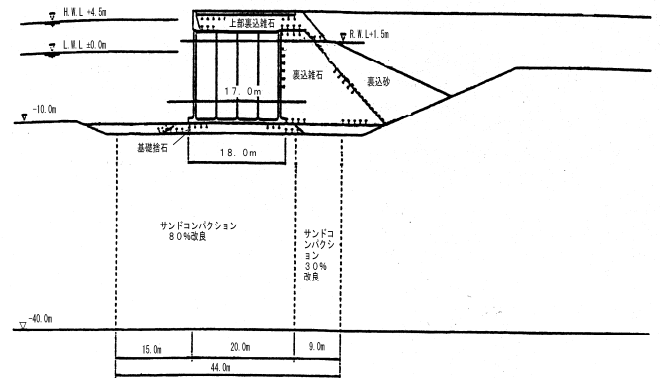 H.W.L +4.5m
上部裏込雑石
L.W.L ±0.0m
R.W.L+1.5m
裏込雑石
裏込砂
17.0m
-10.0m
基礎捨石
18.0m
サンドコンパクション
80%改良
サンドコ
ンパクシ
ョン
30%
改良
-40.0m
15.0m
20.0m
9.0m
44.0m